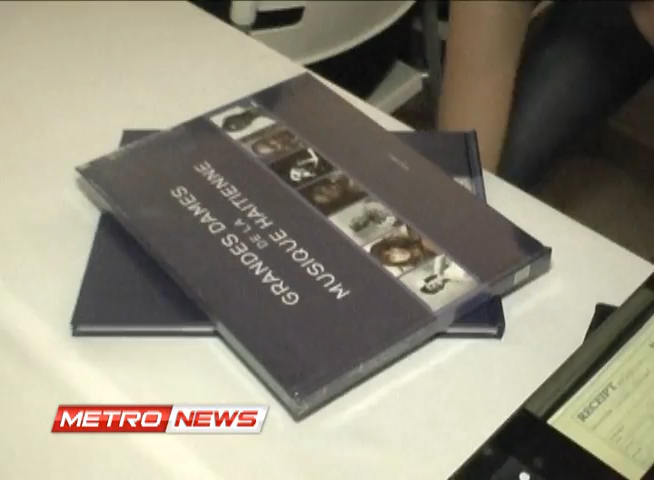 GRANDES DAMES
DE LA
MUSIQUE HAITIENNE
METRO NEWS
RECEIPT